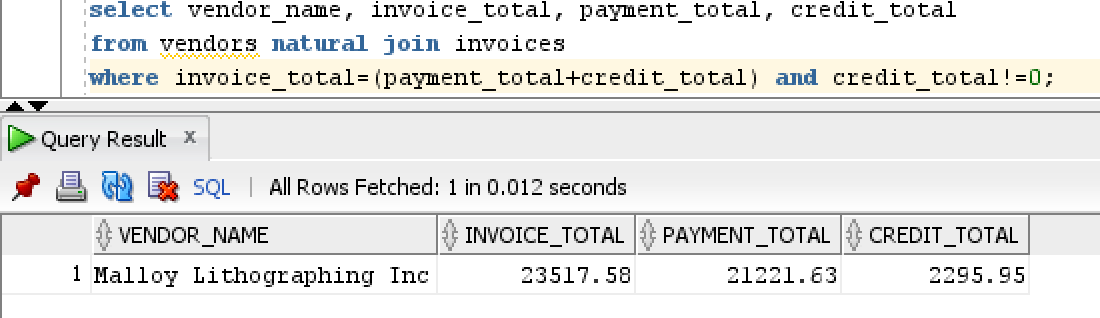 select vendor_name, invoice_total, payment_total, credit_total
from vendors natural join invoices
where invoice_total=(payment_total+credit_total) and credit_total!=0;
Query Result x
SQL | All Rows Fetched: 1 in 0.012 seconds
VENDOR_NAME INVOICE_TOTAL PAYMENT_TOTAL CREDIT_TOTAL
1 Malloy Lithographing Inc 23517.58 21221.63 2295.95